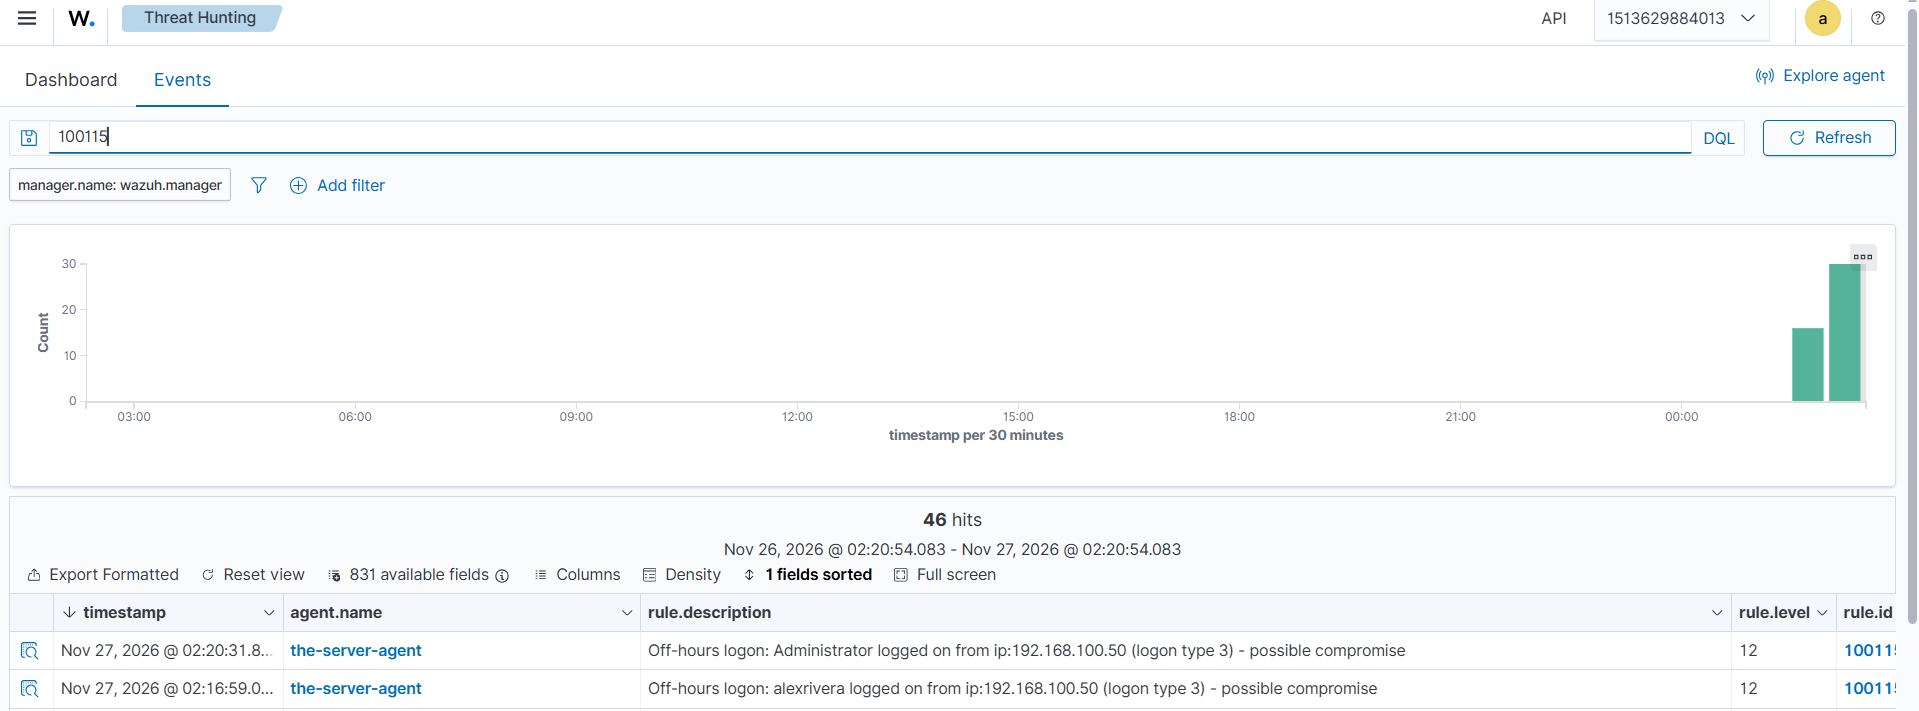 W. Threat Hunting API 1513629884013 a
Dashboard Events Explore agent
100115 DQL Refresh
manager.name: wazuh.manager Add filter
30
20
10
0
Count
03:00 06:00 09:00 12:00 15:00 18:00 21:00 00:00
timestamp per 30 minutes
46 hits
Nov 26, 2026 @ 02:20:54.083 - Nov 27, 2026 @ 02:20:54.083
Export Formatted Reset view 831 available fields Columns Density 1 fields sorted Full screen
timestamp agent.name rule.description rule.level rule.id
Nov 27, 2026 @ 02:20:31.8... the-server-agent Off-hours logon: Administrator logged on from ip:192.168.100.50 (logon type 3) - possible compromise 12 100115
Nov 27, 2026 @ 02:16:59.0... the-server-agent Off-hours logon: alexrivera logged on from ip:192.168.100.50 (logon type 3) - possible compromise 12 100115